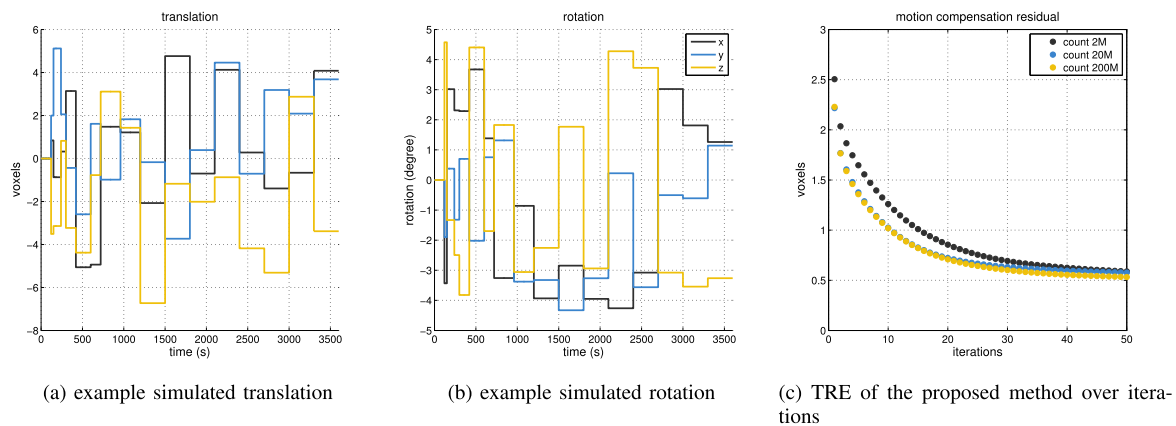 translation
6
4
2
0
−2
−4
−6
−8
voxels
0
500
1000
1500
2000
2500
3000
3500
time (s)
rotation
5
4
3
2
1
0
−1
−2
−3
−4
−5
rotation (degree)
0
500
1000
1500
2000
2500
3000
3500
time (s)
x
y
z
motion compensation residual
3
2.5
2
1.5
1
0.5
0
voxels
0
10
20
30
40
50
iterations
count 2M
count 20M
count 200M
(a) example simulated translation
(b) example simulated rotation
(c) TRE of the proposed method over itera-
tions